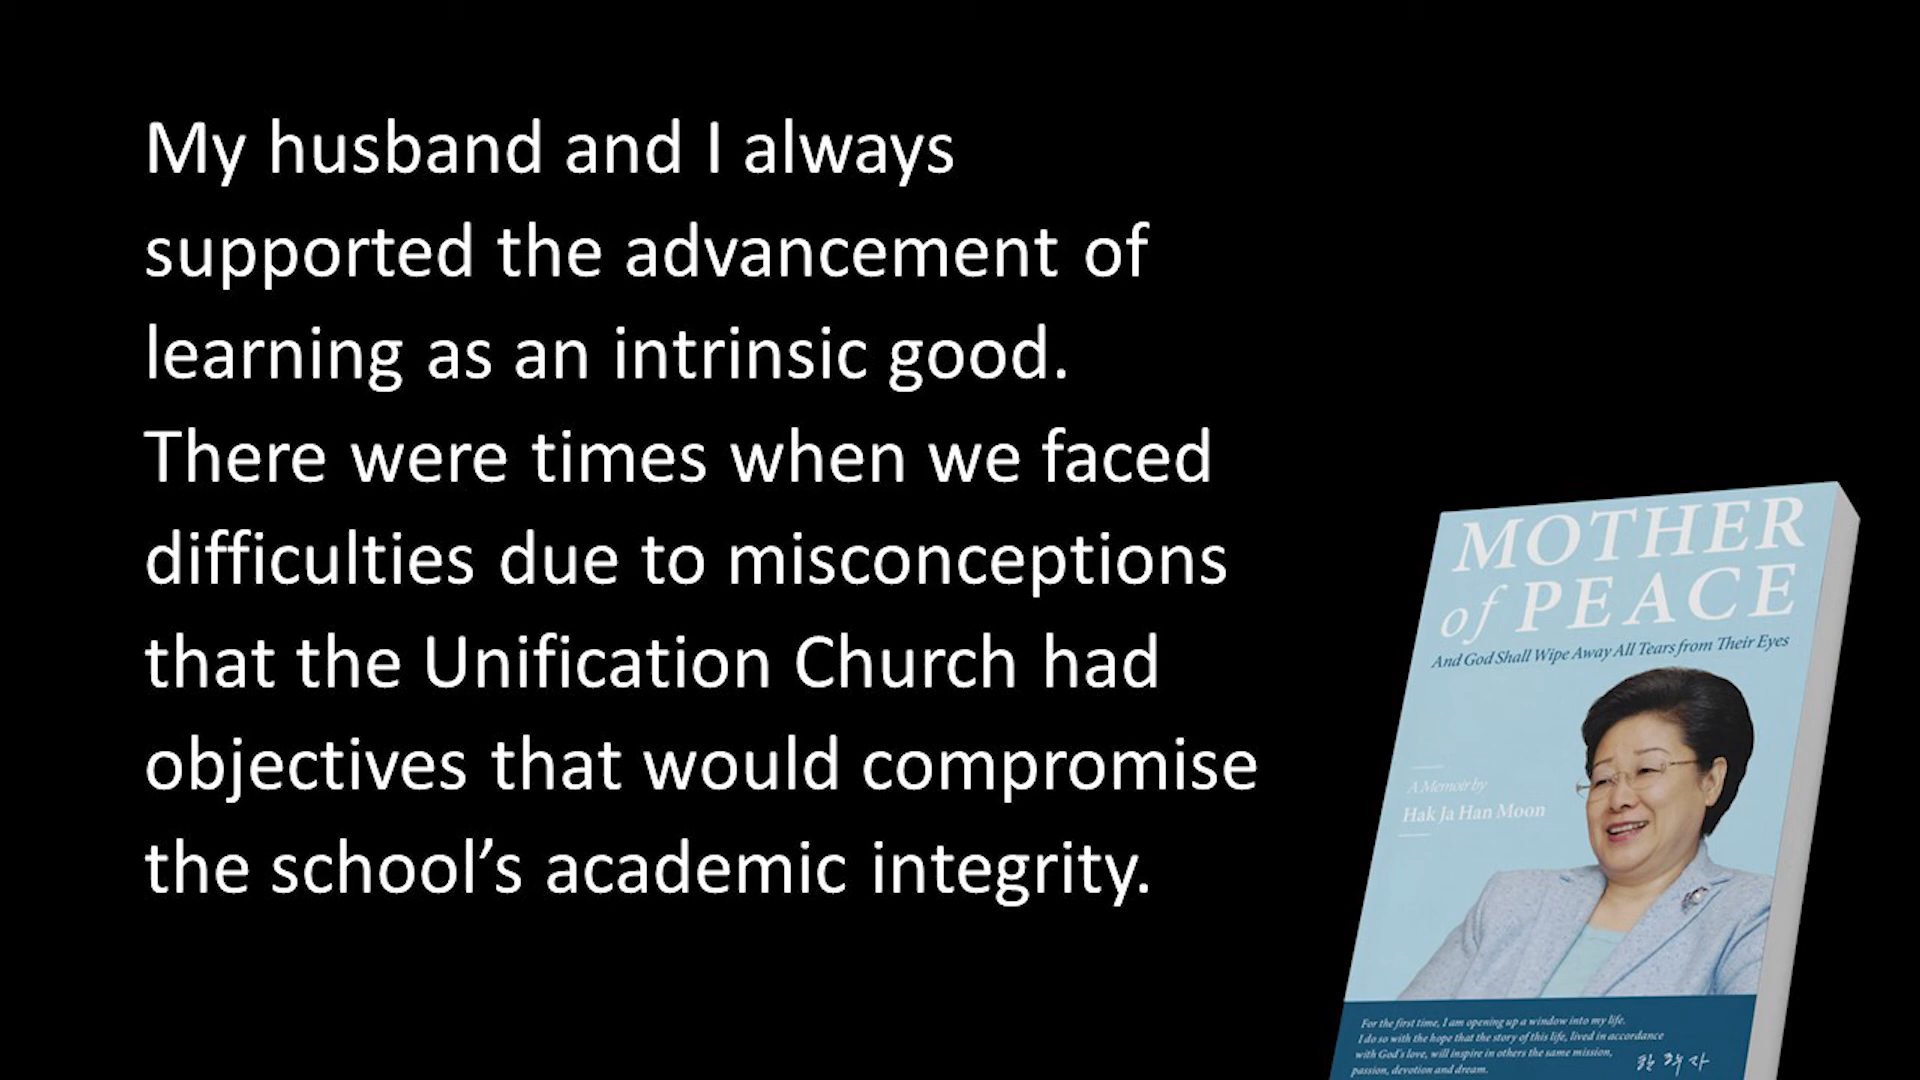 My husband and I always
supported the advancement of
learning as an intrinsic good.
There were times when we faced
difficulties due to misconceptions
that the Unification Church had
objectives that would compromise
the school’s academic integrity.
MOTHER
of PEACE
And God Shall Wipe Away All Tears from Their Eyes
A Memoir by
Hak Ja Han Moon
For the first time, I am opening up a window into my life.
I do so with the hope that the story of this life, lived in accordance
with God's love, will inspire in others the same mission,
passion, devotion and dream.